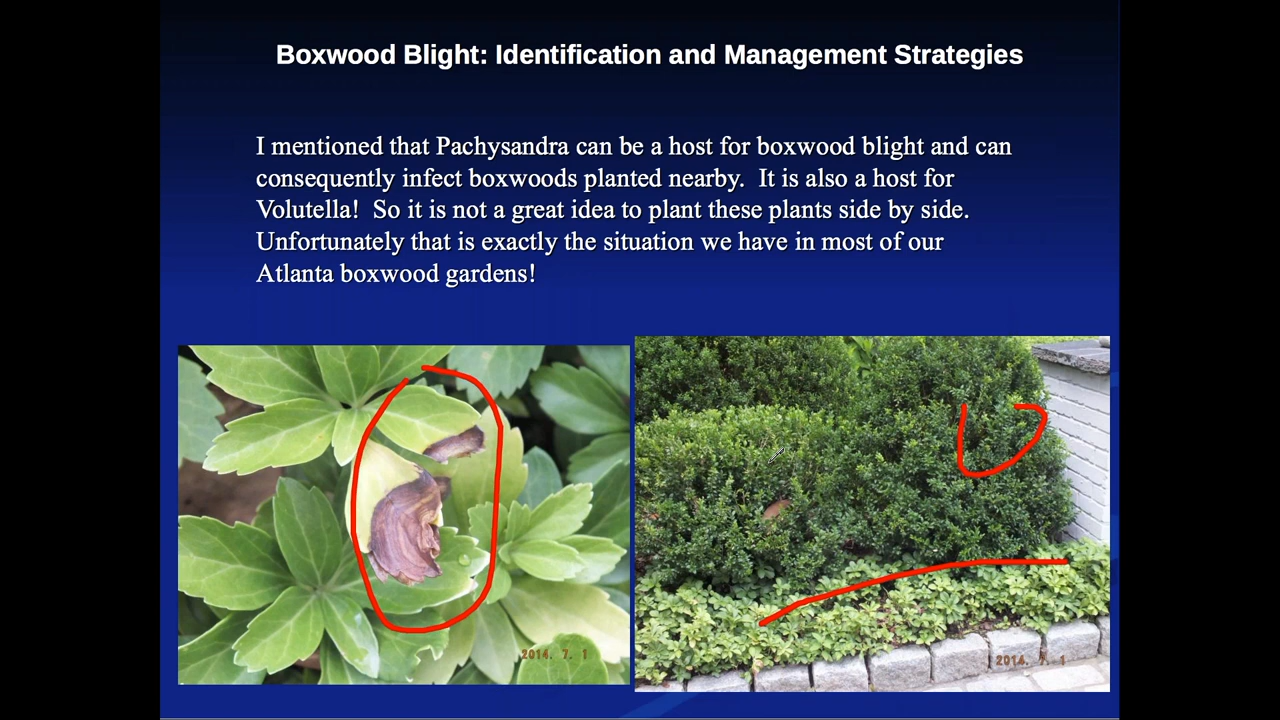 Boxwood Blight: Identification and Management Strategies
I mentioned that Pachysandra can be a host for boxwood blight and can
consequently infect boxwoods planted nearby.  It is also a host for
Volutella!  So it is not a great idea to plant these plants side by side.
Unfortunately that is exactly the situation we have in most of our
Atlanta boxwood gardens!
2014. 7. 1
2014. 7. 1